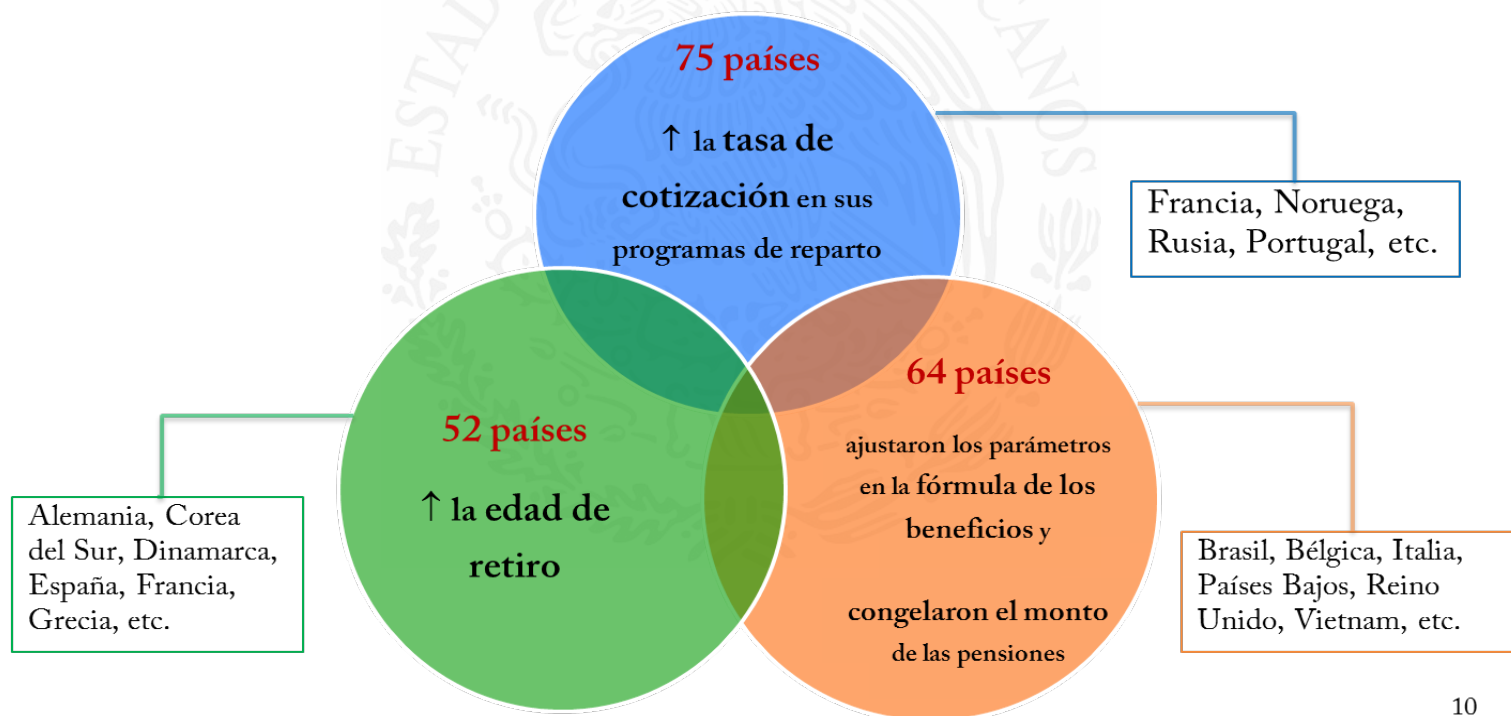 ESTADOS UNIDOS MEXICANOS
75 países
↑ la tasa de
cotización en sus
programas de reparto
Francia, Noruega,
Rusia, Portugal, etc.
52 países
↑ la edad de
retiro
Alemania, Corea
del Sur, Dinamarca,
España, Francia,
Grecia, etc.
64 países
ajustaron los parámetros
en la fórmula de los
beneficios y
congelaron el monto
de las pensiones
Brasil, Bélgica, Italia,
Países Bajos, Reino
Unido, Vietnam, etc.
10